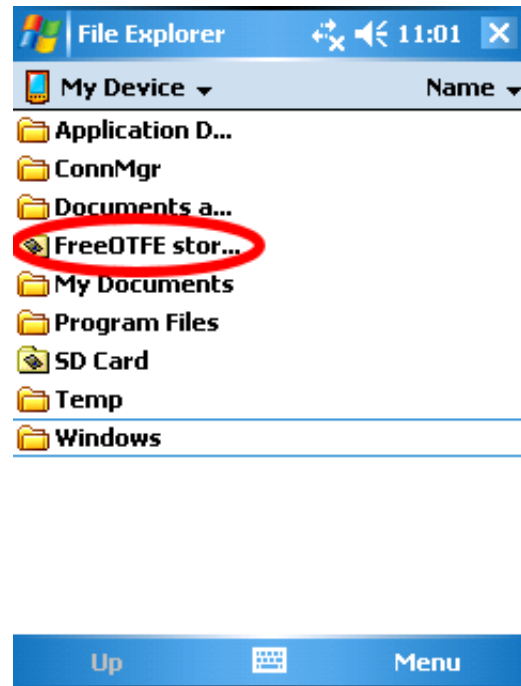 File Explorer 11:01
My Device Name
Application D...
ConnMgr
Documents a...
FreeOTFE stor...
My Documents
Program Files
SD Card
Temp
Windows
Up Menu